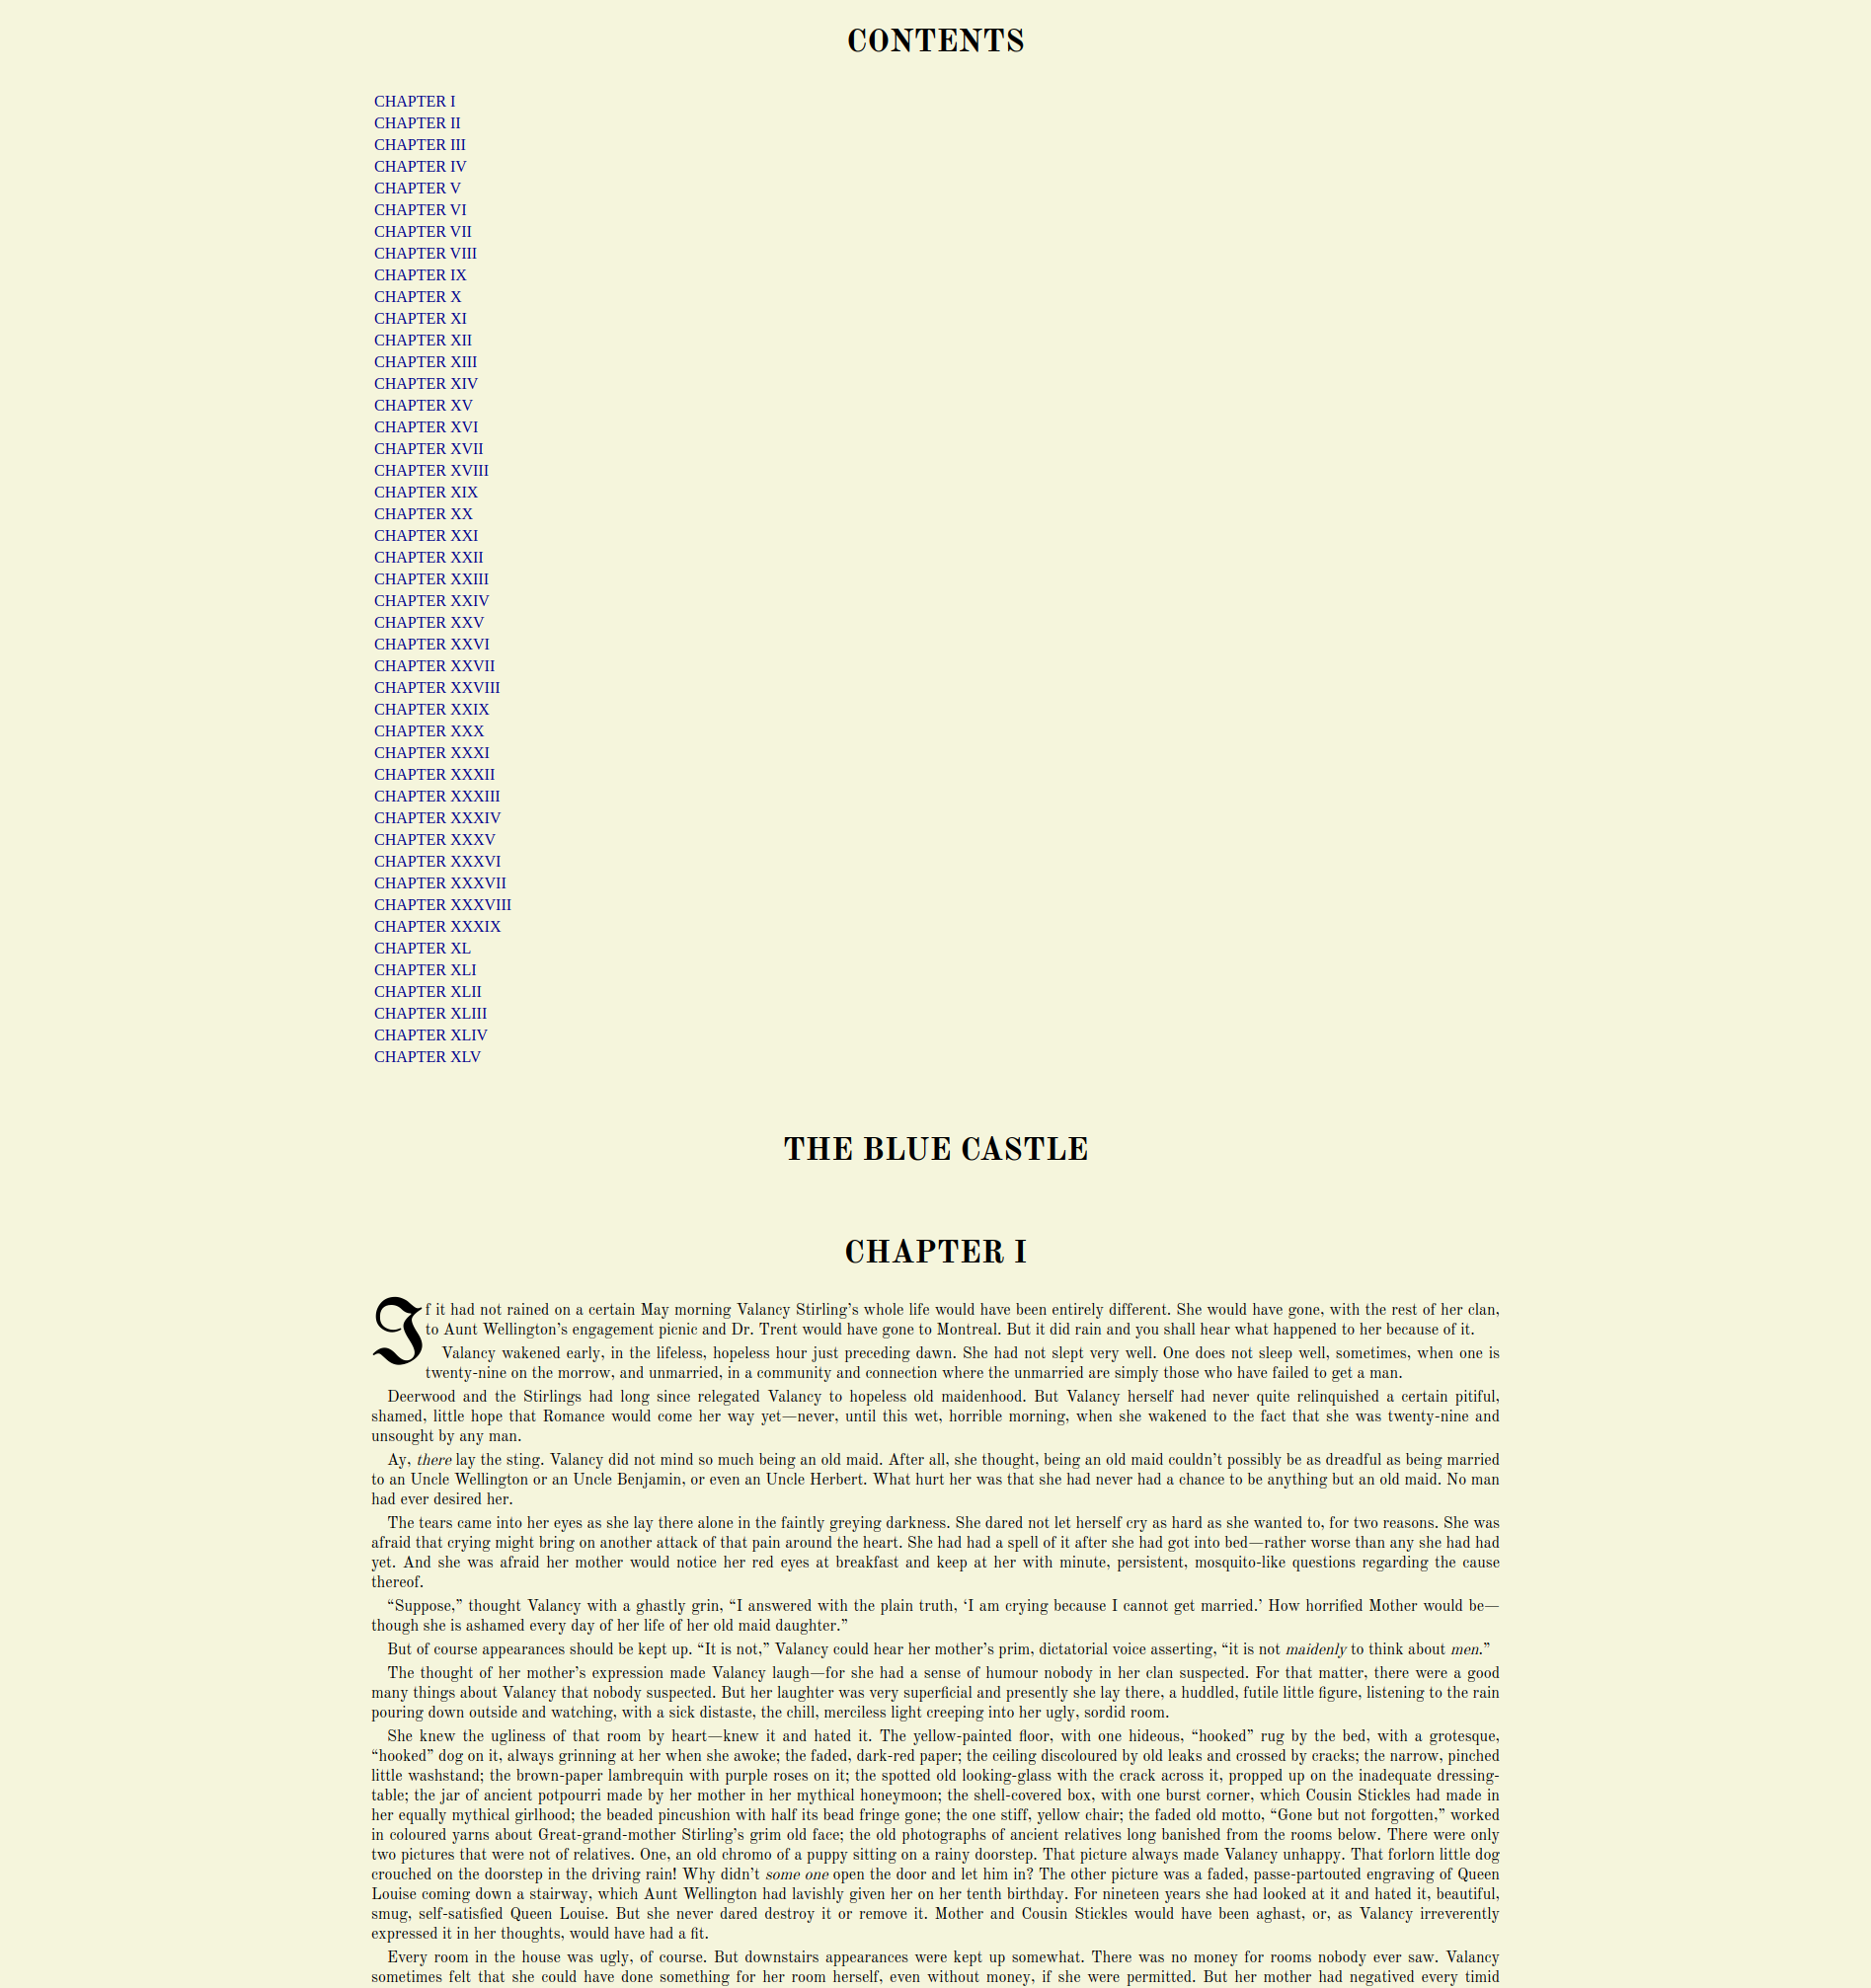 CONTENTS
CHAPTER I
CHAPTER II
CHAPTER III
CHAPTER IV
CHAPTER V
CHAPTER VI
CHAPTER VII
CHAPTER VIII
CHAPTER IX
CHAPTER X
CHAPTER XI
CHAPTER XII
CHAPTER XIII
CHAPTER XIV
CHAPTER XV
CHAPTER XVI
CHAPTER XVII
CHAPTER XVIII
CHAPTER XIX
CHAPTER XX
CHAPTER XXI
CHAPTER XXII
CHAPTER XXIII
CHAPTER XXIV
CHAPTER XXV
CHAPTER XXVI
CHAPTER XXVII
CHAPTER XXVIII
CHAPTER XXIX
CHAPTER XXX
CHAPTER XXXI
CHAPTER XXXII
CHAPTER XXXIII
CHAPTER XXXIV
CHAPTER XXXV
CHAPTER XXXVI
CHAPTER XXXVII
CHAPTER XXXVIII
CHAPTER XXXIX
CHAPTER XL
CHAPTER XLI
CHAPTER XLII
CHAPTER XLIII
CHAPTER XLIV
CHAPTER XLV
THE BLUE CASTLE
CHAPTER I
If it had not rained on a certain May morning Valancy Stirling’s whole life would have been entirely different. She would have gone, with the rest of her clan,
to Aunt Wellington’s engagement picnic and Dr. Trent would have gone to Montreal. But it did rain and you shall hear what happened to her because of it.
Valancy wakened early, in the lifeless, hopeless hour just preceding dawn. She had not slept very well. One does not sleep well, sometimes, when one is
twenty-nine on the morrow, and unmarried, in a community and connection where the unmarried are simply those who have failed to get a man.
Deerwood and the Stirlings had long since relegated Valancy to hopeless old maidenhood. But Valancy herself had never quite relinquished a certain pitiful,
shamed, little hope that Romance would come her way yet—never, until this wet, horrible morning, when she wakened to the fact that she was twenty-nine and
unsought by any man.
Ay, there lay the sting. Valancy did not mind so much being an old maid. After all, she thought, being an old maid couldn’t possibly be as dreadful as being married
to an Uncle Wellington or an Uncle Benjamin, or even an Uncle Herbert. What hurt her was that she had never had a chance to be anything but an old maid. No man
had ever desired her.
The tears came into her eyes as she lay there alone in the faintly greying darkness. She dared not let herself cry as hard as she wanted to, for two reasons. She was
afraid that crying might bring on another attack of that pain around the heart. She had had a spell of it after she had got into bed—rather worse than any she had had
yet. And she was afraid her mother would notice her red eyes at breakfast and keep at her with minute, persistent, mosquito-like questions regarding the cause
thereof.
“Suppose,” thought Valancy with a ghastly grin, “I answered with the plain truth, ‘I am crying because I cannot get married.’ How horrified Mother would be—
though she is ashamed every day of her life of her old maid daughter.”
But of course appearances should be kept up. “It is not,” Valancy could hear her mother’s prim, dictatorial voice asserting, “it is not maidenly to think about men.”
The thought of her mother’s expression made Valancy laugh—for she had a sense of humour nobody in her clan suspected. For that matter, there were a good
many things about Valancy that nobody suspected. But her laughter was very superficial and presently she lay there, a huddled, futile little figure, listening to the rain
pouring down outside and watching, with a sick distaste, the chill, merciless light creeping into her ugly, sordid room.
She knew the ugliness of that room by heart—knew it and hated it. The yellow-painted floor, with one hideous, “hooked” rug by the bed, with a grotesque,
“hooked” dog on it, always grinning at her when she awoke; the faded, dark-red paper; the ceiling discoloured by old leaks and crossed by cracks; the narrow, pinched
little washstand; the brown-paper lambrequin with purple roses on it; the spotted old looking-glass with the crack across it, propped up on the inadequate dressing-
table; the jar of ancient potpourri made by her mother in her mythical honeymoon; the shell-covered box, with one burst corner, which Cousin Stickles had made in
her equally mythical girlhood; the beaded pincushion with half its bead fringe gone; the one stiff, yellow chair; the faded old motto, “Gone but not forgotten,” worked
in coloured yarns about Great-grand-mother Stirling’s grim old face; the old photographs of ancient relatives long banished from the rooms below. There were only
two pictures that were not of relatives. One, an old chromo of a puppy sitting on a rainy doorstep. That picture always made Valancy unhappy. That forlorn little dog
crouched on the doorstep in the driving rain! Why didn’t some one open the door and let him in? The other picture was a faded, passe-partouted engraving of Queen
Louise coming down a stairway, which Aunt Wellington had lavishly given her on her tenth birthday. For nineteen years she had looked at it and hated it, beautiful,
smug, self-satisfied Queen Louise. But she never dared destroy it or remove it. Mother and Cousin Stickles would have been aghast, or, as Valancy irreverently
expressed it in her thoughts, would have had a fit.
Every room in the house was ugly, of course. But downstairs appearances were kept up somewhat. There was no money for rooms nobody ever saw. Valancy
sometimes felt that she could have done something for her room herself, even without money, if she were permitted. But her mother had negatived every timid